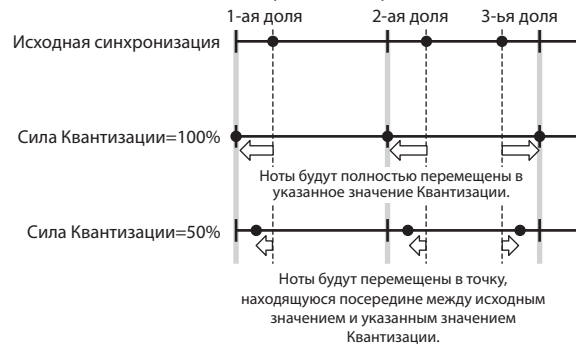 1-ая доля 2-ая доля 3-ья доля
Исходная синхронизация
Сила Квантизации=100%
Ноты будут полностью перемещены в
указанное значение Квантизации.
Сила Квантизации=50%
Ноты будут перемещены в точку,
находящуюся посередине между исходным
значением и указанным значением
Квантизации.